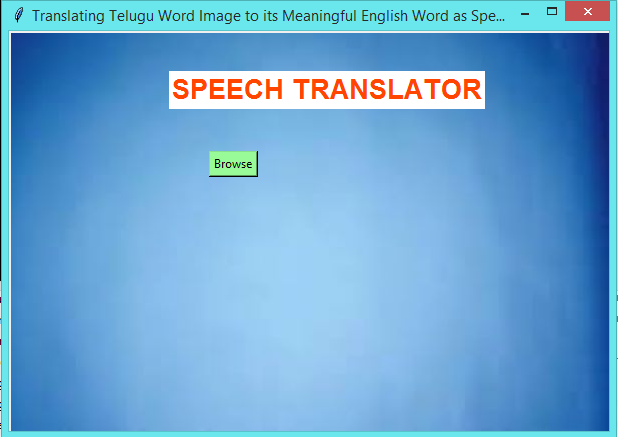 Translating Telugu Word Image to its Meaningful English Word as Spe...
SPEECH TRANSLATOR
Browse